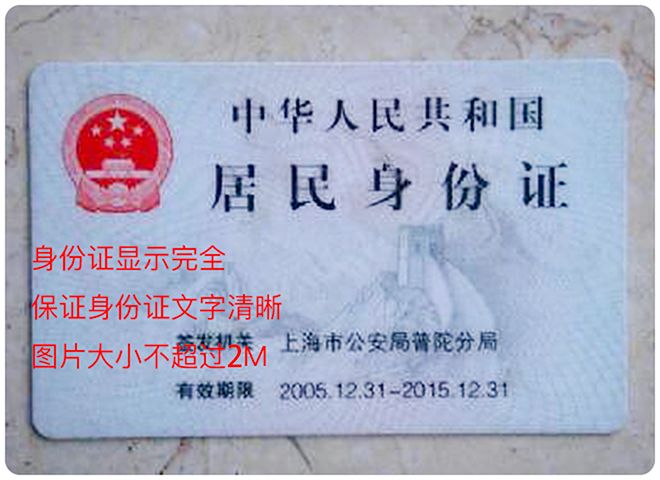 中华人民共和国
居民身份证
身份证显示完全
保证身份证文字清晰
签发机关 上海市公安局普陀分局
图片大小不超过2M
有效期限 2005.12.31-2015.12.31